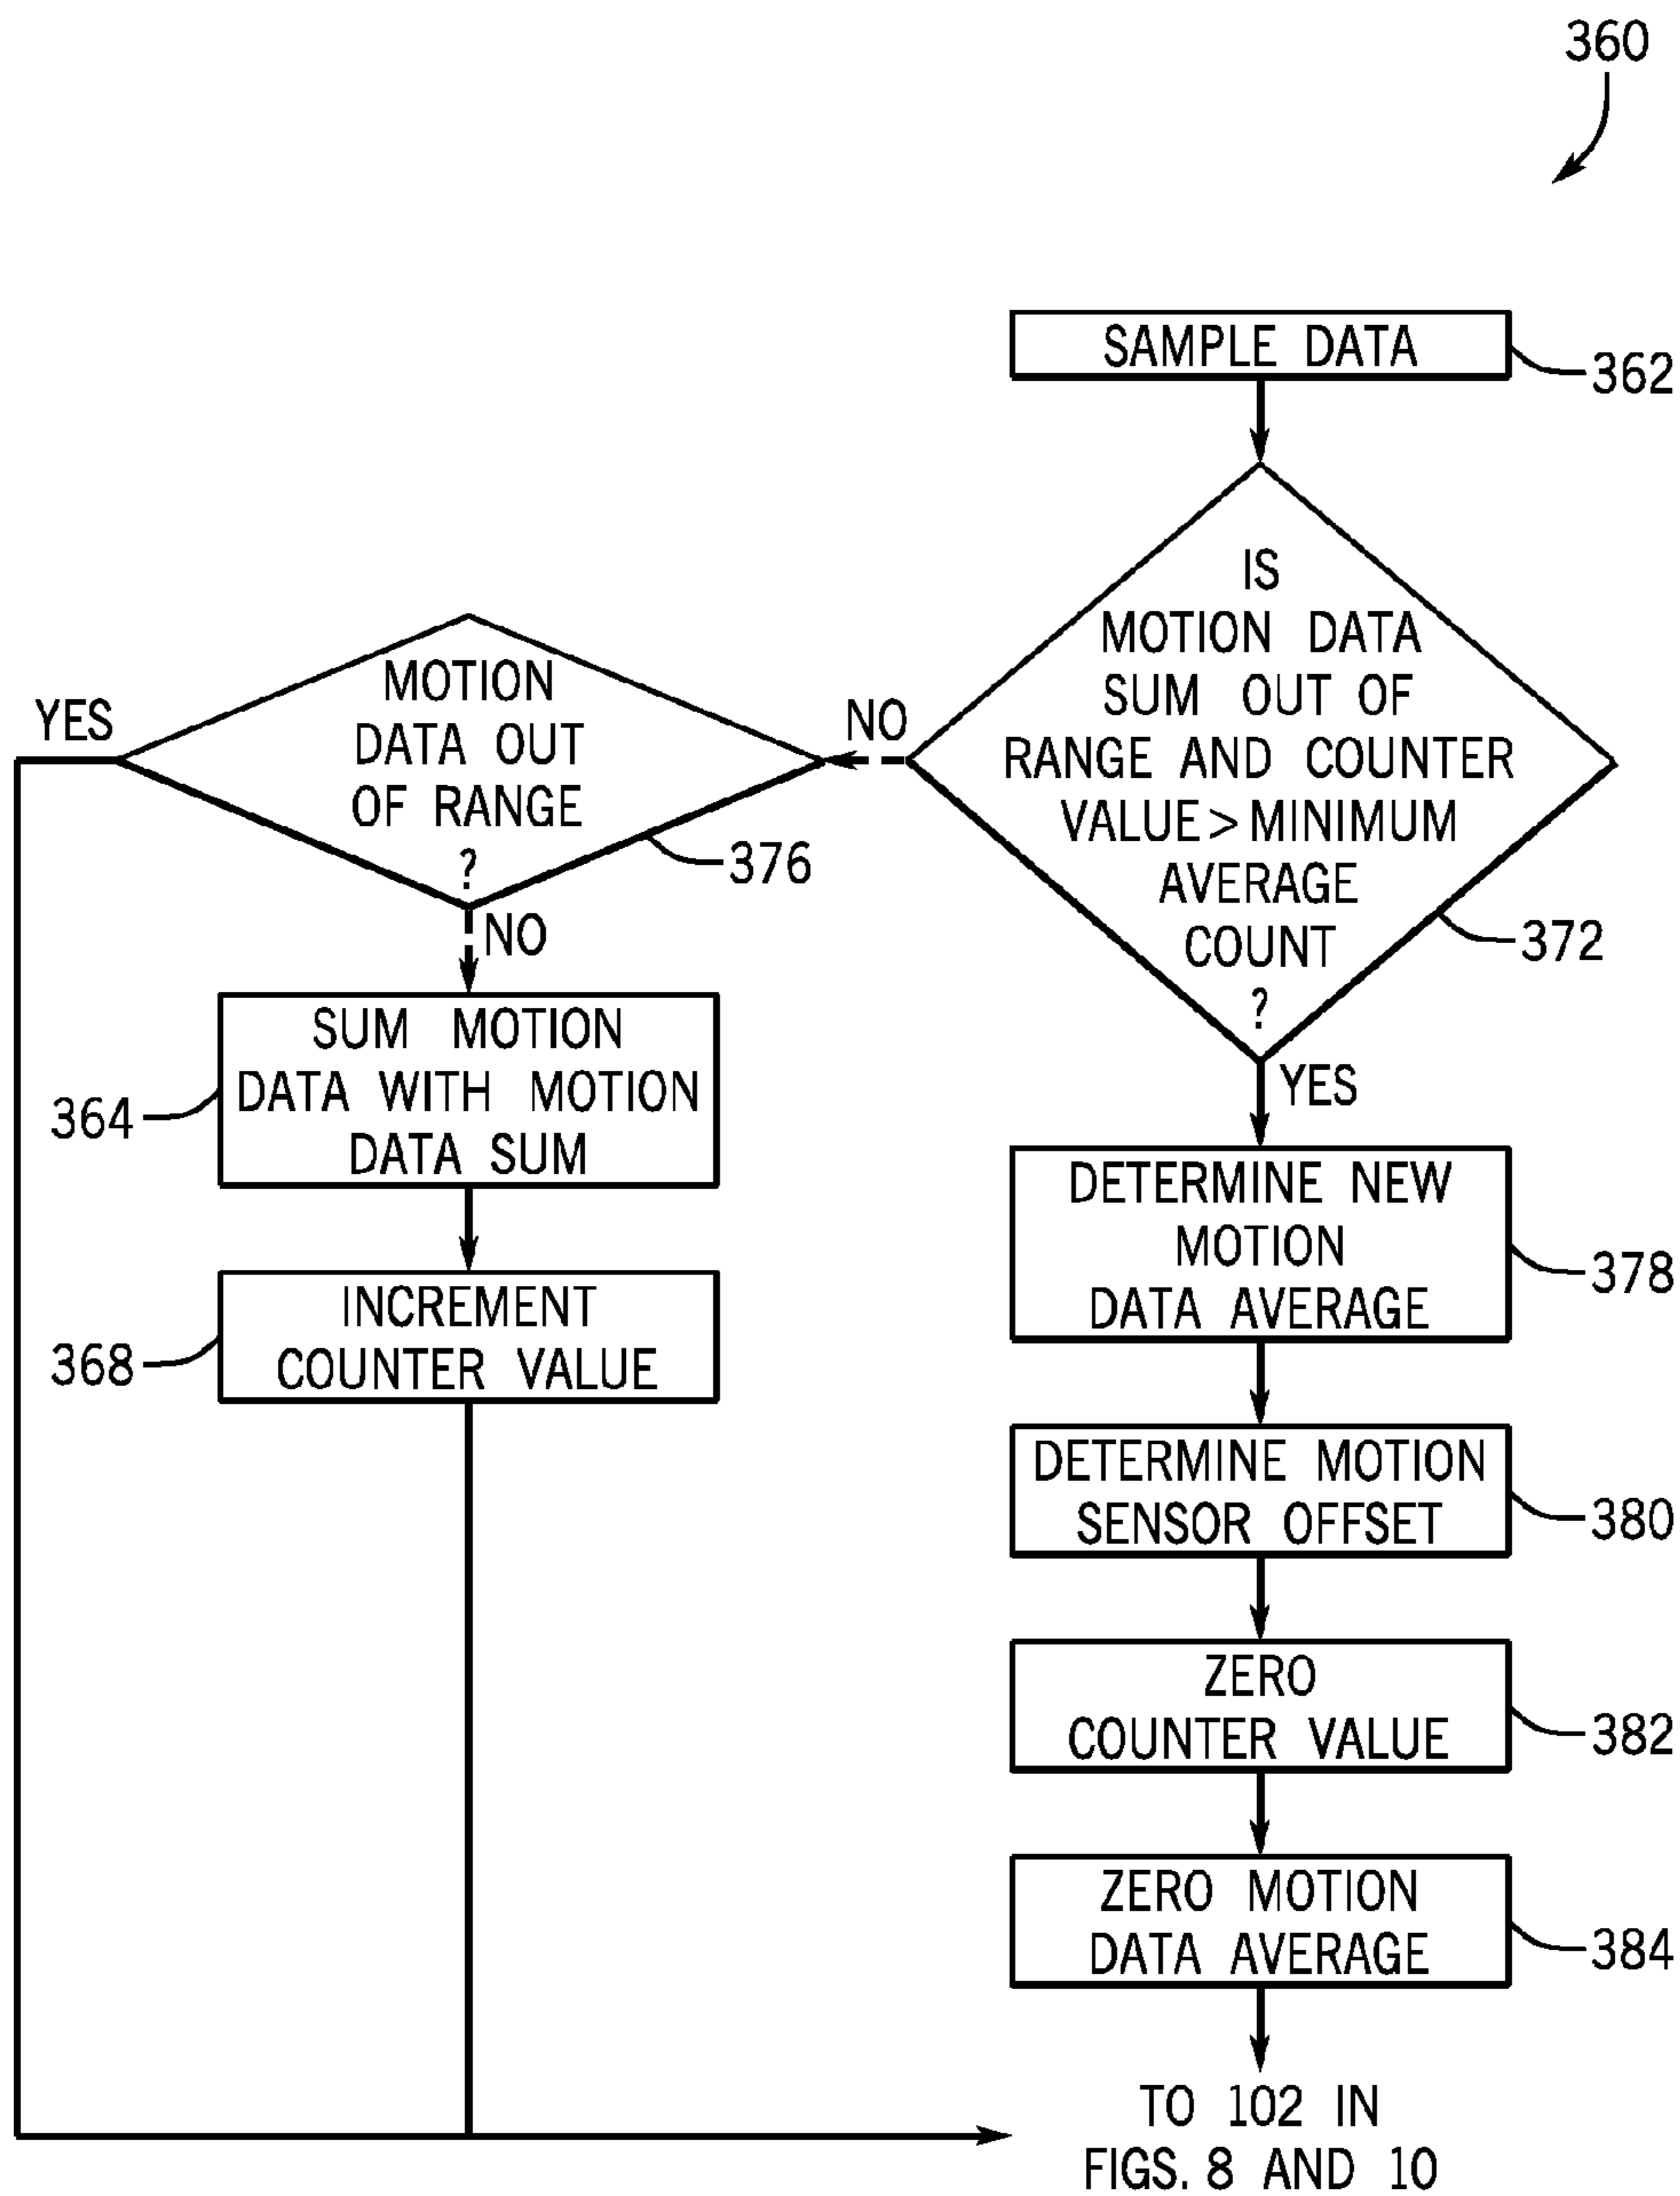 360
SAMPLE DATA
362
IS
MOTION DATA
SUM OUT OF
RANGE AND COUNTER
VALUE > MINIMUM
AVERAGE
COUNT
?
372
NO
YES
MOTION
DATA OUT
OF RANGE
?
376
YES
NO
SUM MOTION
DATA WITH MOTION
DATA SUM
364
INCREMENT
COUNTER VALUE
368
DETERMINE NEW
MOTION
DATA AVERAGE
378
DETERMINE MOTION
SENSOR OFFSET
380
ZERO
COUNTER VALUE
382
ZERO MOTION
DATA AVERAGE
384
TO 102 IN
FIGS. 8 AND 10